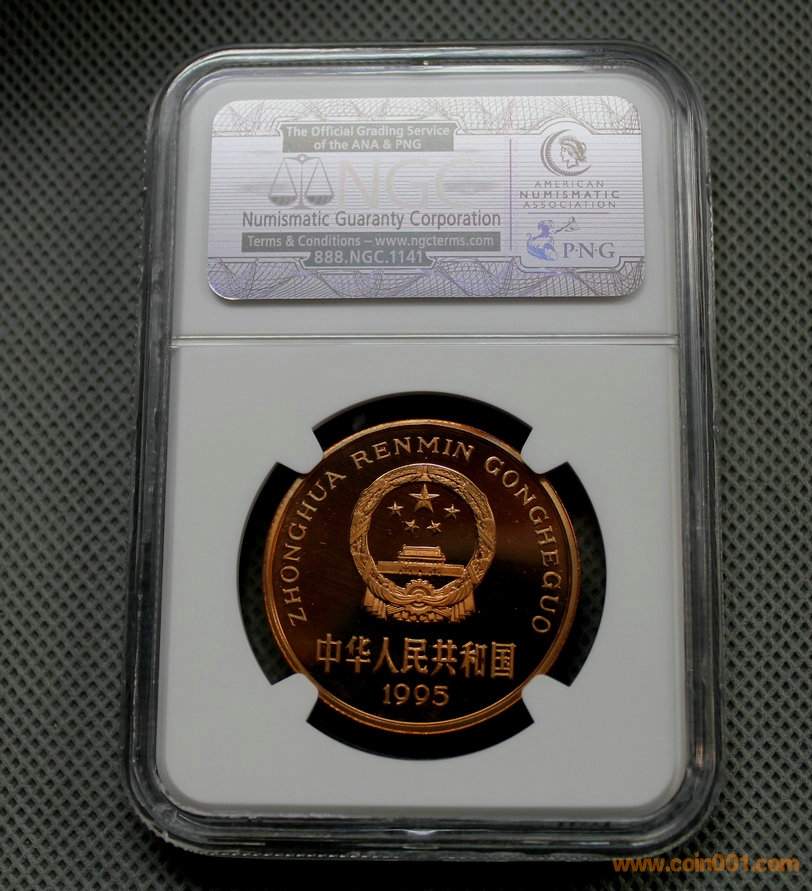 The Official Grading Service
of the ANA & PNG
NGC
Numismatic Guaranty Corporation
Terms & Conditions – www.ngcterms.com
888.NGC.1141
AMERICAN
NUMISMATIC
ASSOCIATION
P·N·G
ZHONGHUA RENMIN GONGHEGUO
中华人民共和国
1995
www.coin001.com